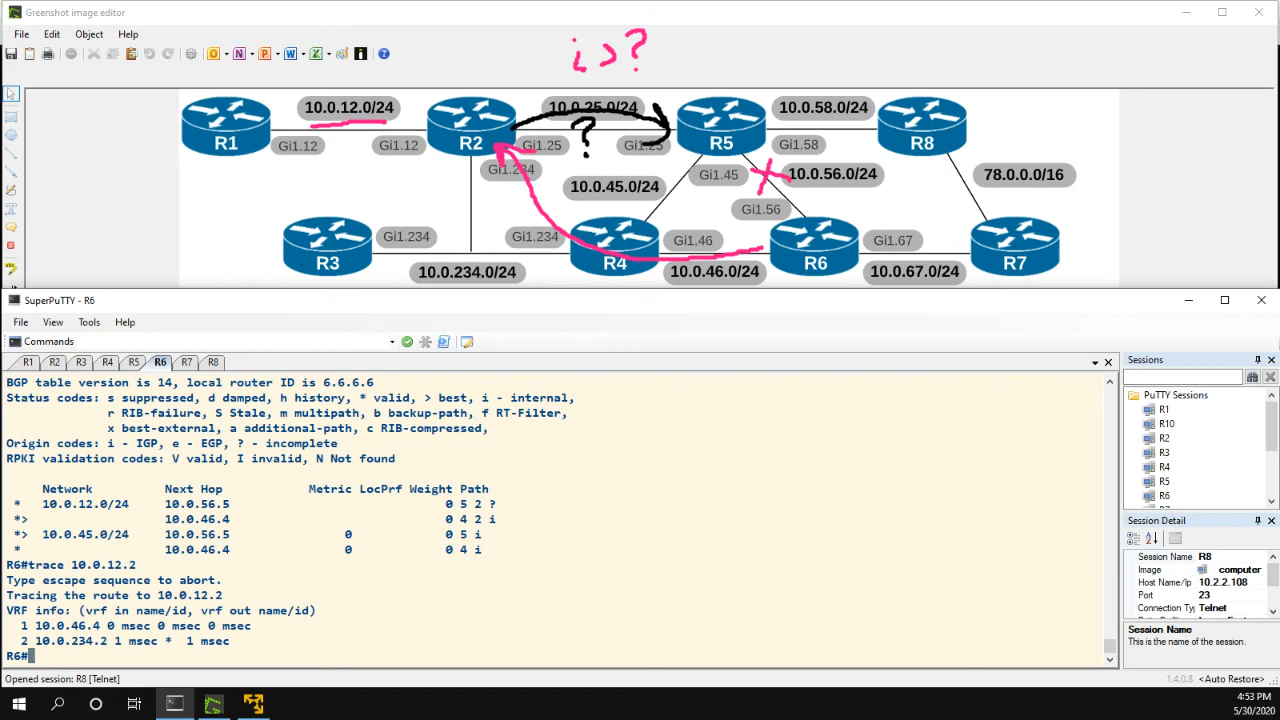 Greenshot image editor
File Edit Object Help
i > ?
10.0.12.0/24
10.0.25.0/24
10.0.58.0/24
R1
R2
R5
R8
?
Gi1.12
Gi1.12
Gi1.25
Gi1.25
Gi1.58
Gi1.234
10.0.45.0/24
Gi1.45
10.0.56.0/24
78.0.0.0/16
Gi1.56
Gi1.234
Gi1.234
Gi1.46
Gi1.67
R3
R4
R6
R7
10.0.234.0/24
10.0.46.0/24
10.0.67.0/24
SuperPuTTY - R6
File View Tools Help
Commands
R1 R2 R3 R4 R5 R6 R7 R8
BGP table version is 14, local router ID is 6.6.6.6
Status codes: s suppressed, d damped, h history, * valid, > best, i - internal,
r RIB-failure, S Stale, m multipath, b backup-path, f RT-Filter,
x best-external, a additional-path, c RIB-compressed,
Origin codes: i - IGP, e - EGP, ? - incomplete
RPKI validation codes: V valid, I invalid, N Not found
Network Next Hop Metric LocPrf Weight Path
* 10.0.12.0/24 10.0.56.5 0 5 2 ?
*> 10.0.46.4 0 4 2 i
*> 10.0.45.0/24 10.0.56.5 0 0 5 i
* 10.0.46.4 0 0 4 i
R6#trace 10.0.12.2
Type escape sequence to abort.
Tracing the route to 10.0.12.2
VRF info: (vrf in name/id, vrf out name/id)
1 10.0.46.4 0 msec 0 msec 0 msec
2 10.0.234.2 1 msec * 1 msec
R6#
Sessions
PuTTY Sessions
R1
R10
R2
R3
R4
R5
R6
Session Detail
Session Name R8
Image computer
Host Name/Ip 10.2.2.108
Port 23
Connection Typ Telnet
Session Name
This is the name of the session.
Opened session: R8 [Telnet]
1.4.0.8 <Auto Restore>
4:53 PM
5/30/2020